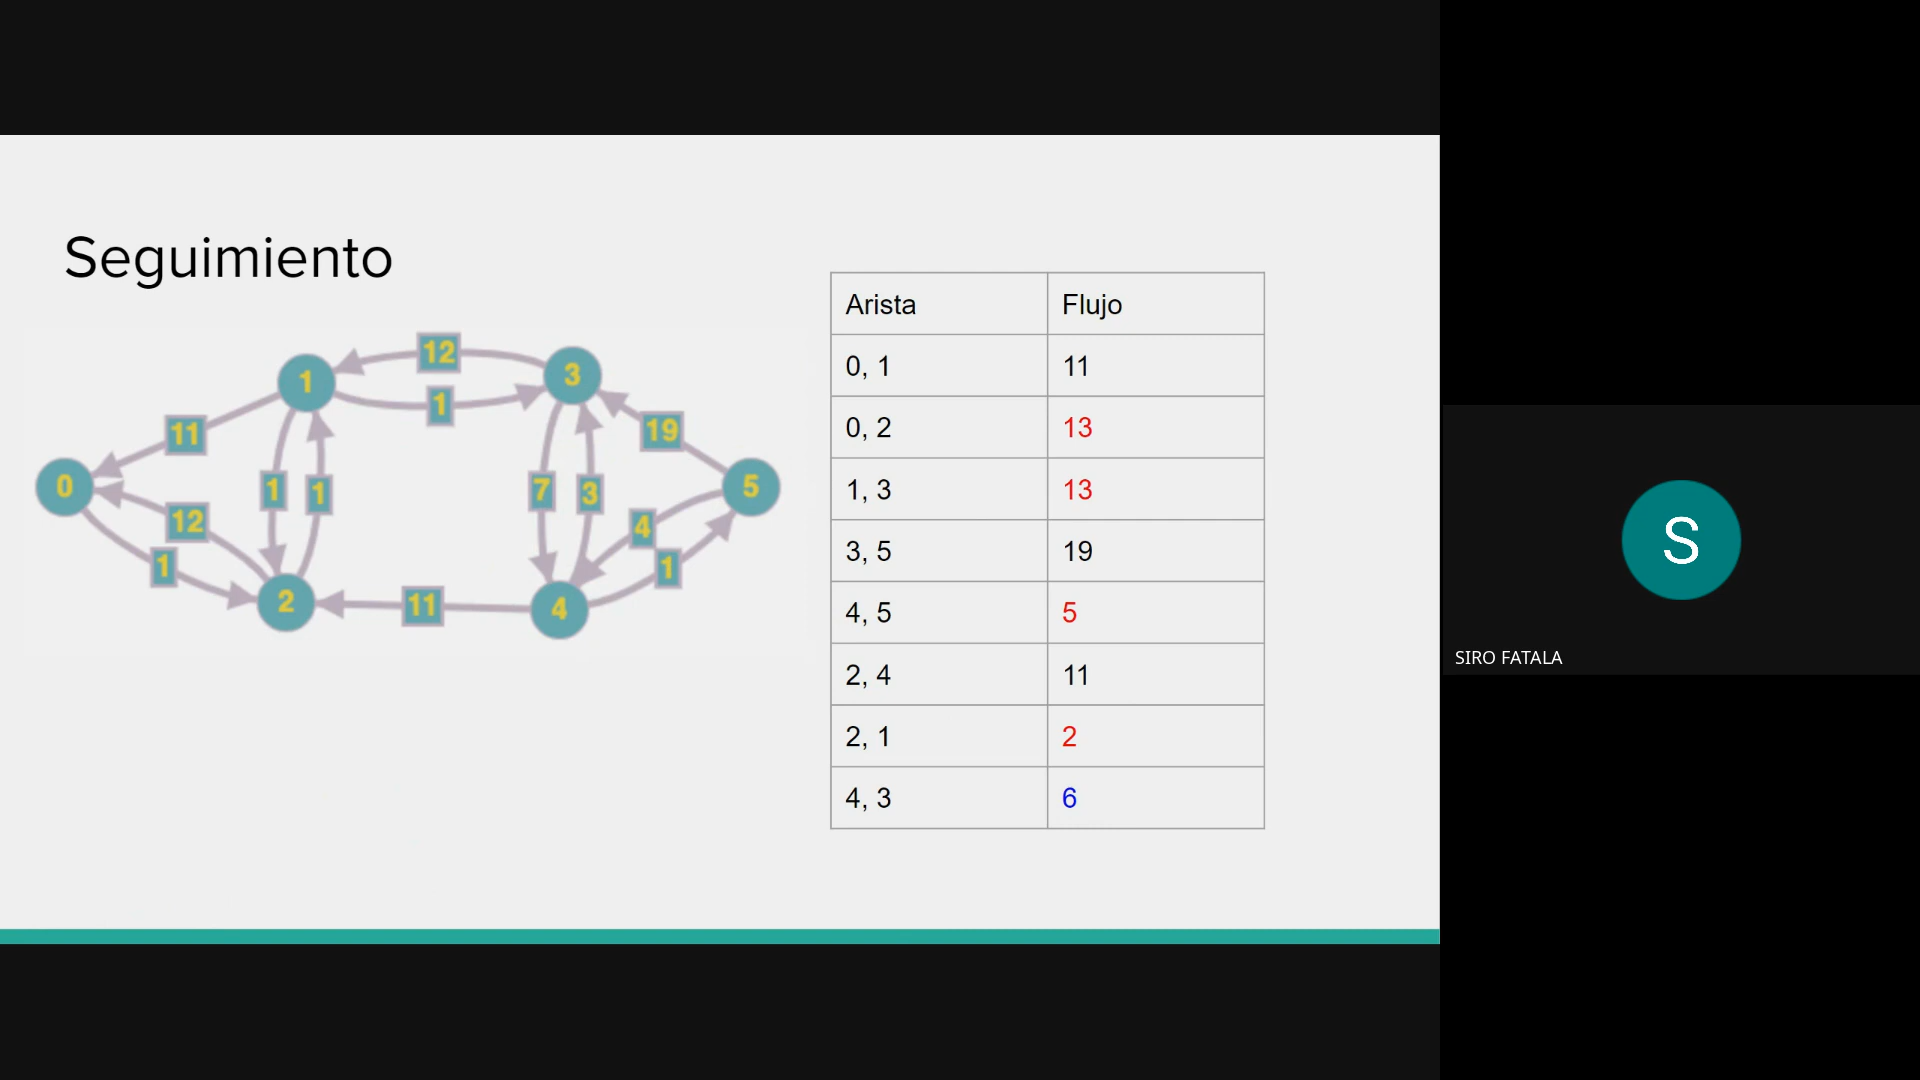 Seguimiento
12
1
3
1
11
19
0
5
1
1
7
3
12
4
1
1
2
11
4
Arista Flujo
0, 1 11
0, 2 13
1, 3 13
3, 5 19
4, 5 5
2, 4 11
2, 1 2
4, 3 6
S
SIRO FATALA